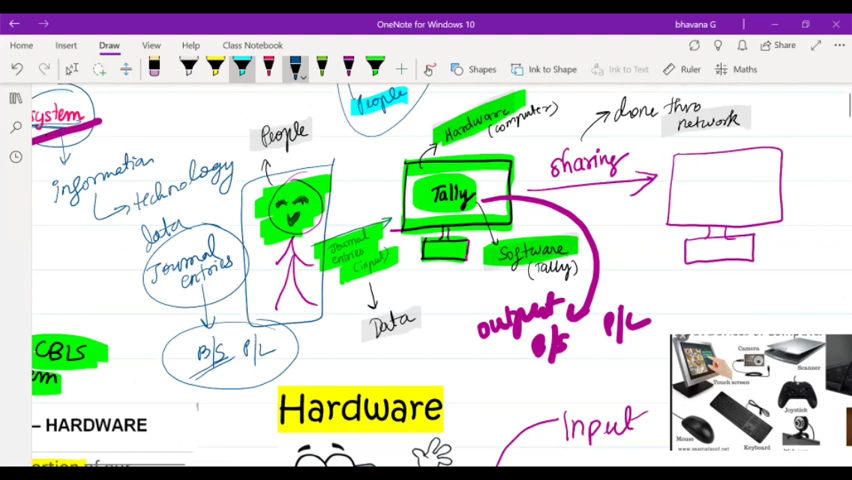 OneNote for Windows 10
bhavana G
Home Insert Draw View Help Class Notebook
Share
Shapes
Ink to Shape
Ink to Text
Ruler
Maths
System
People
People
Hardware
(computer)
done thro
network
sharing
Information
technology
data
Journal
entries
B/S P/L
Tally
Journal
entries
(input)
Data
Software
(Tally)
output
B/S P/L
CBLS
em
– HARDWARE
Hardware
Input
Camera
Scanner
Touch screen
Joystick
Mouse
Keyboard